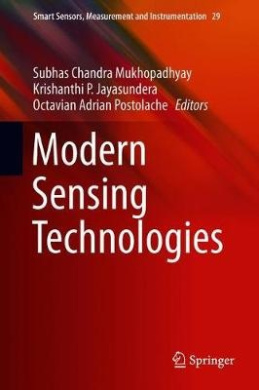 Smart Sensors, Measurement and Instrumentation 29
Subhas Chandra Mukhopadhyay
Krishanthi P. Jayasundera
Octavian Adrian Postolache Editors
Modern
Sensing
Technologies
Springer